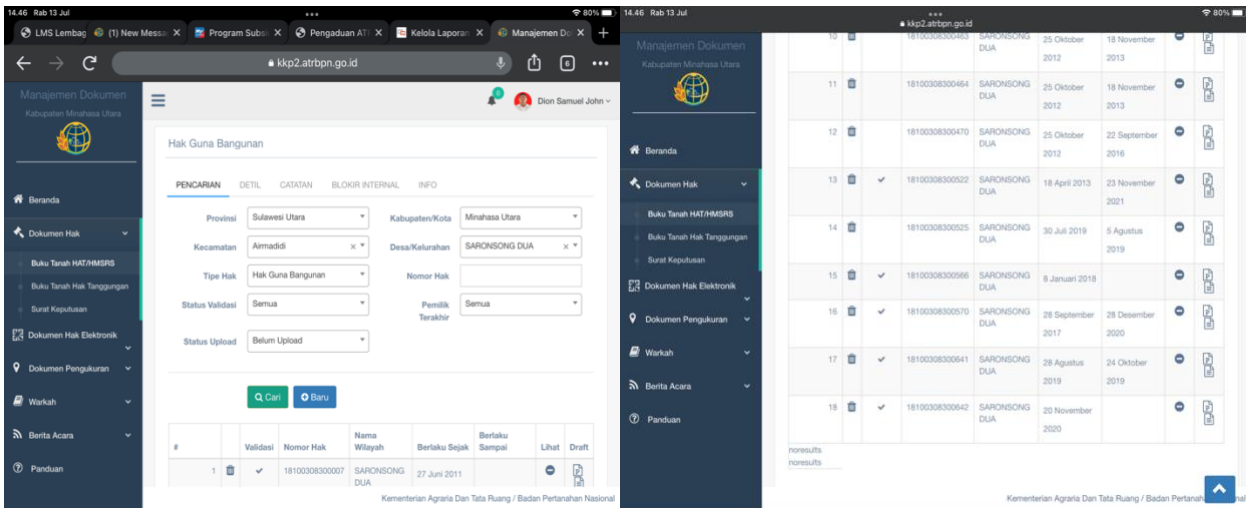 14.46 Rab 13 Jul
80%
LMS Lembag
(1) New Messa
Program Subsi
Pengaduan ATI
Kelola Laporan
Manajemen Do
kkp2.atrbpn.go.id
6
Manajemen Dokumen
Kabupaten Minahasa Utara
Beranda
Dokumen Hak
Buku Tanah HAT/HMSRS
Buku Tanah Hak Tanggungan
Surat Keputusan
Dokumen Hak Elektronik
Dokumen Pengukuran
Warkah
Berita Acara
Panduan
0
Dion Samuel John
Hak Guna Bangunan
PENCARIAN DETIL CATATAN BLOKIR INTERNAL INFO
Provinsi Sulawesi Utara Kabupaten/Kota Minahasa Utara
Kecamatan Airmadidi Desa/Kelurahan SARONSONG DUA
Tipe Hak Hak Guna Bangunan Nomor Hak
Status Validasi Semua Pemilik Terakhir Semua
Status Upload Belum Upload
Cari Baru
# Validasi Nomor Hak Nama Wilayah Berlaku Sejak Berlaku Sampai Lihat Draft
1 18100308300007 SARONSONG DUA 27 Juni 2011
Kementerian Agraria Dan Tata Ruang / Badan Pertanahan Nasional
14.46 Rab 13 Jul
80%
kkp2.atrbpn.go.id
Manajemen Dokumen
Kabupaten Minahasa Utara
Beranda
Dokumen Hak
Buku Tanah HAT/HMSRS
Buku Tanah Hak Tanggungan
Surat Keputusan
Dokumen Hak Elektronik
Dokumen Pengukuran
Warkah
Berita Acara
Panduan
10 18100308300463 SARONSONG DUA 25 Oktober 2012 18 November 2013
11 18100308300464 SARONSONG DUA 25 Oktober 2012 18 November 2013
12 18100308300470 SARONSONG DUA 25 Oktober 2012 22 September 2016
13 18100308300522 SARONSONG DUA 18 April 2013 23 November 2021
14 18100308300525 SARONSONG DUA 30 Juli 2019 5 Agustus 2019
15 18100308300566 SARONSONG DUA 8 Januari 2018
16 18100308300570 SARONSONG DUA 28 September 2017 28 Desember 2020
17 18100308300641 SARONSONG DUA 28 Agustus 2019 24 Oktober 2019
18 18100308300642 SARONSONG DUA 20 November 2020
noresults
noresults
Kementerian Agraria Dan Tata Ruang / Badan Pertanah nal